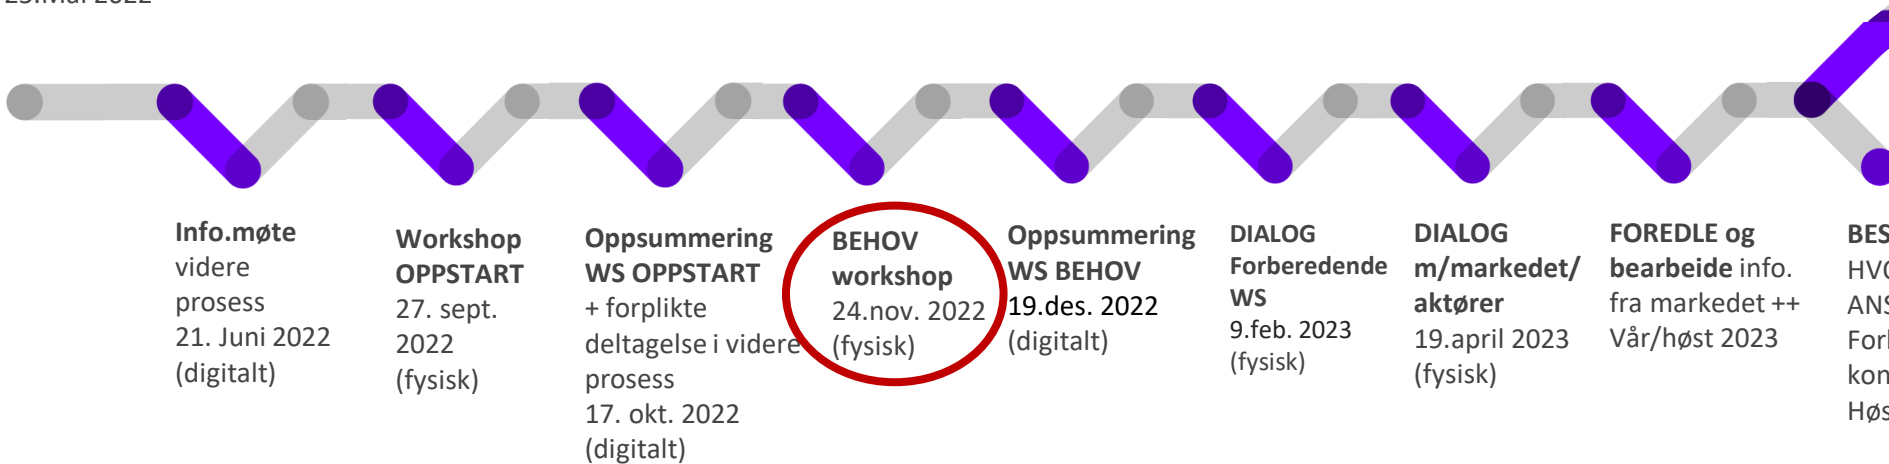 Info.møte
videre
prosess
21. Juni 2022
(digitalt)
Workshop
OPPSTART
27. sept.
2022
(fysisk)
Oppsummering
WS OPPSTART
+ forplikte
deltagelse i videre
prosess
17. okt. 2022
(digitalt)
BEHOV
workshop
24.nov. 2022
(fysisk)
Oppsummering
WS BEHOV
19.des. 2022
(digitalt)
DIALOG
Forberedende
WS
9.feb. 2023
(fysisk)
DIALOG
m/markedet/
aktører
19.april 2023
(fysisk)
FOREDLE og
bearbeide info.
fra markedet ++
Vår/høst 2023
BES